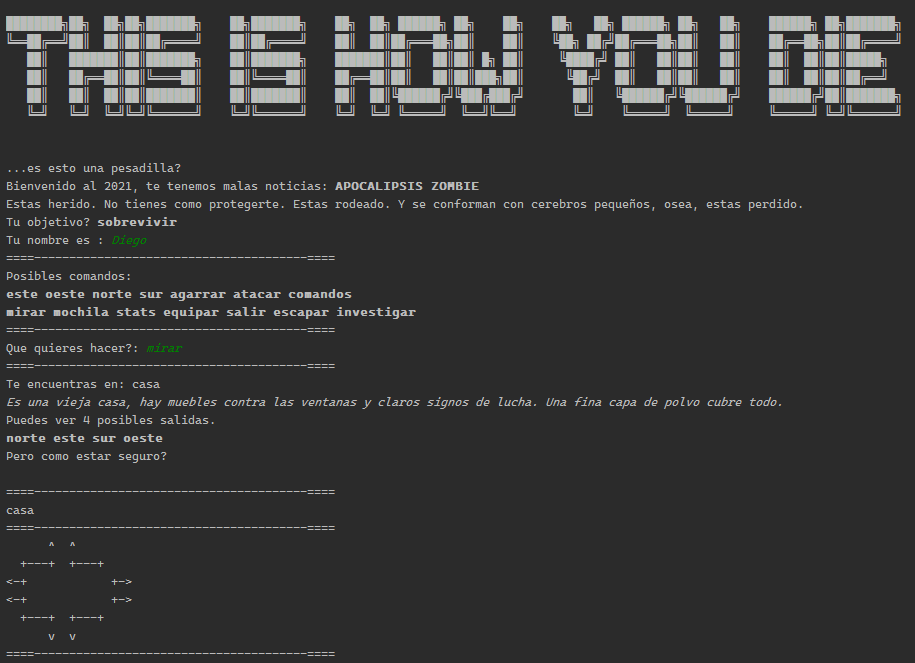 THIS IS HOW YOU DIE
...es esto una pesadilla?
Bienvenido al 2021, te tenemos malas noticias: APOCALIPSIS ZOMBIE
Estas herido. No tienes como protegerte. Estas rodeado. Y se conforman con cerebros pequeños, osea, estas perdido.
Tu objetivo? sobrevivir
Tu nombre es : Diego
====---------------------------------------====
Posibles comandos:
este oeste norte sur agarrar atacar comandos
mirar mochila stats equipar salir escapar investigar
====---------------------------------------====
Que quieres hacer?: mirar
====---------------------------------------====
Te encuentras en: casa
Es una vieja casa, hay muebles contra las ventanas y claros signos de lucha. Una fina capa de polvo cubre todo.
Puedes ver 4 posibles salidas.
norte este sur oeste
Pero como estar seguro?
====---------------------------------------====
casa
====---------------------------------------====
      ^  ^
  +---+  +---+
<-+            +->
<-+            +->
  +---+  +---+
      v  v
====---------------------------------------====